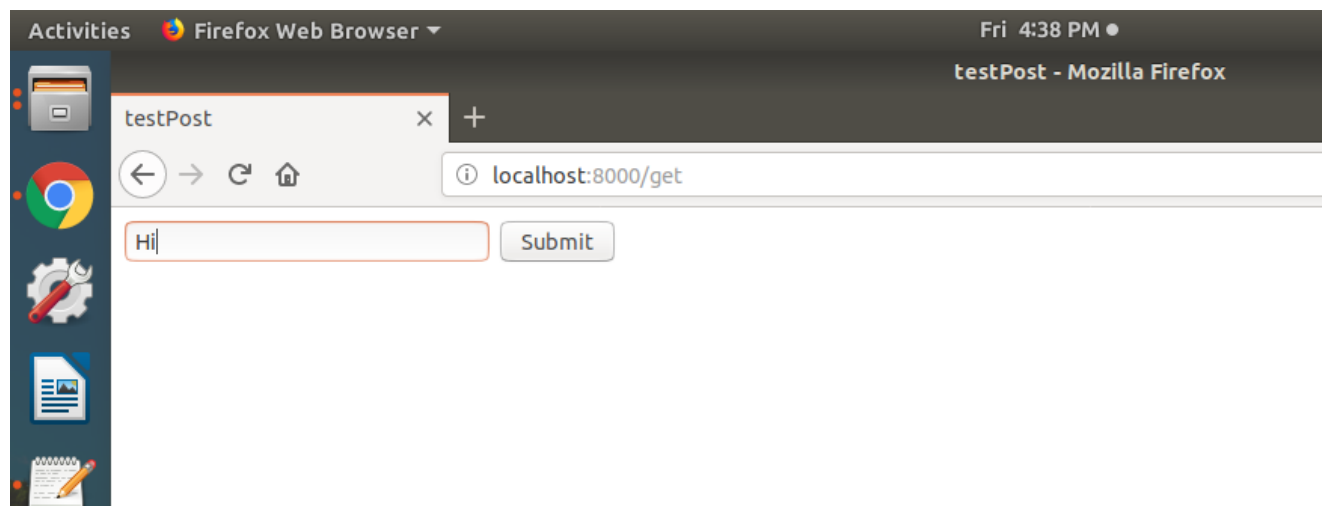 Activities Firefox Web Browser Fri 4:38 PM
testPost - Mozilla Firefox
testPost
localhost:8000/get
Hi Submit